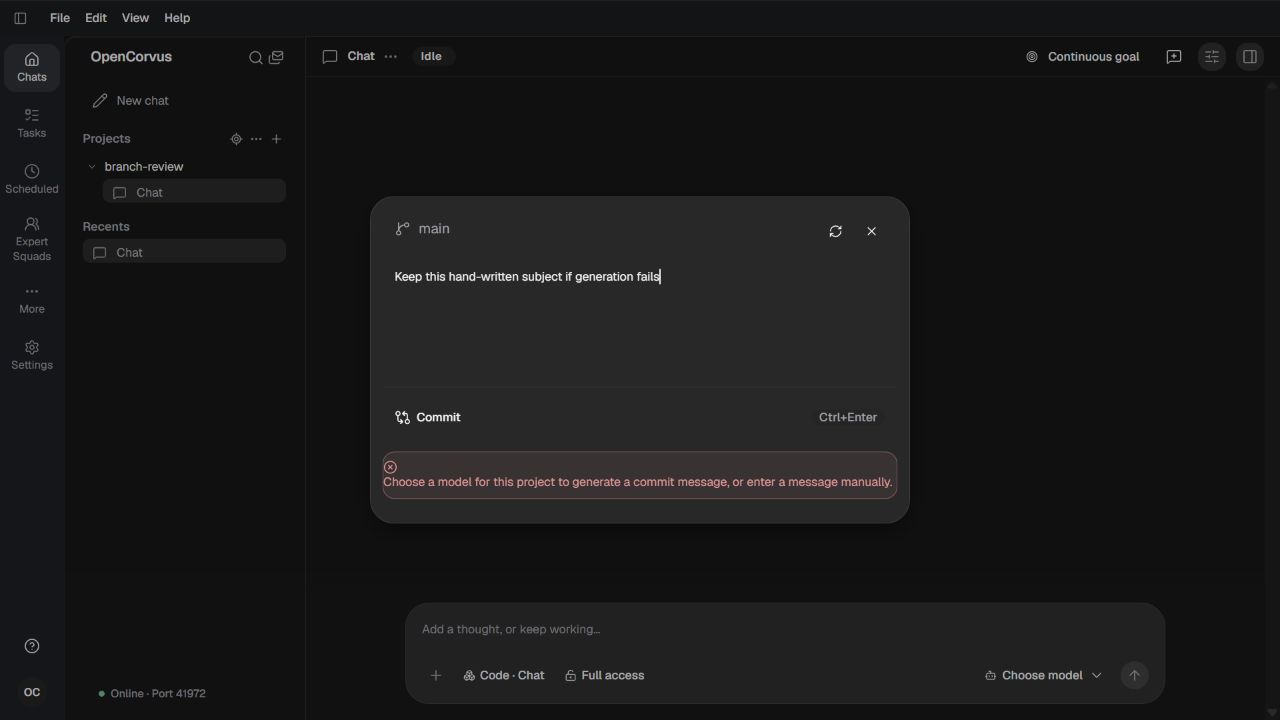 File Edit View Help
Chats
Tasks
Scheduled
Expert
Squads
More
Settings
OC
OpenCorvus
New chat
Projects
branch-review
Chat
Recents
Chat
Online · Port 41972
Chat ··· Idle
Continuous goal
main
Keep this hand-written subject if generation fails
Commit Ctrl+Enter
Choose a model for this project to generate a commit message, or enter a message manually.
Add a thought, or keep working...
Code · Chat Full access Choose model